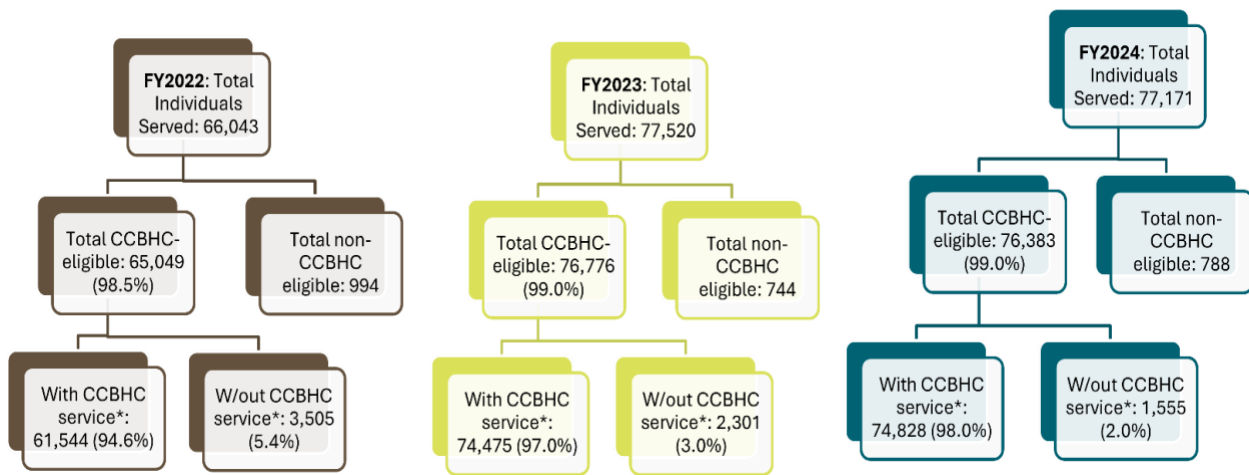 FY2022: Total
Individuals
Served: 66,043
Total CCBHC-
eligible: 65,049
(98.5%)
Total non-
CCBHC
eligible: 994
With CCBHC
service*:
61,544 (94.6%)
W/out CCBHC
service*: 3,505
(5.4%)
FY2023: Total
Individuals
Served: 77,520
Total CCBHC-
eligible: 76,776
(99.0%)
Total non-
CCBHC
eligible: 744
With CCBHC
service*:
74,475 (97.0%)
W/out CCBHC
service*: 2,301
(3.0%)
FY2024: Total
Individuals
Served: 77,171
Total CCBHC-
eligible: 76,383
(99.0%)
Total non-
CCBHC
eligible: 788
With CCBHC
service*:
74,828 (98.0%)
W/out CCBHC
service*: 1,555
(2.0%)